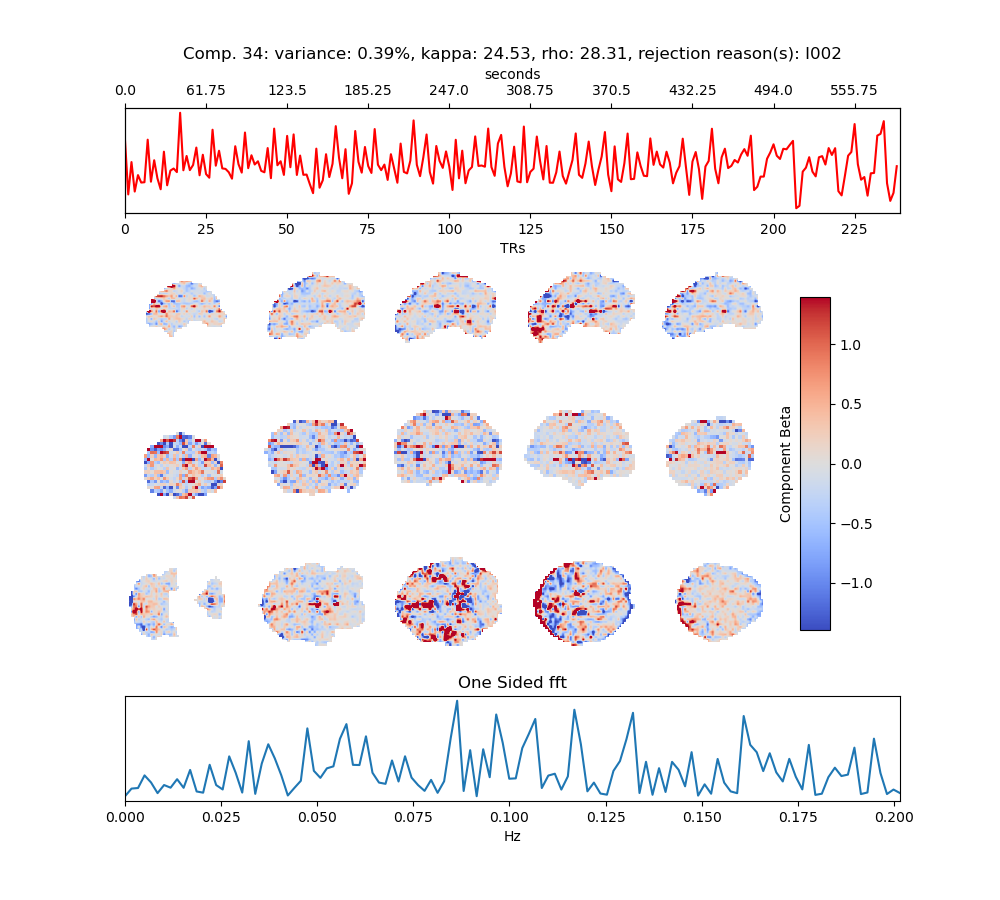 Comp. 34: variance: 0.39%, kappa: 24.53, rho: 28.31, rejection reason(s): I002
seconds
0.0 61.75 123.5 185.25 247.0 308.75 370.5 432.25 494.0 555.75
0 25 50 75 100 125 150 175 200 225
TRs
1.0
0.5
0.0
−0.5
−1.0
Component Beta
One Sided fft
0.000 0.025 0.050 0.075 0.100 0.125 0.150 0.175 0.200
Hz